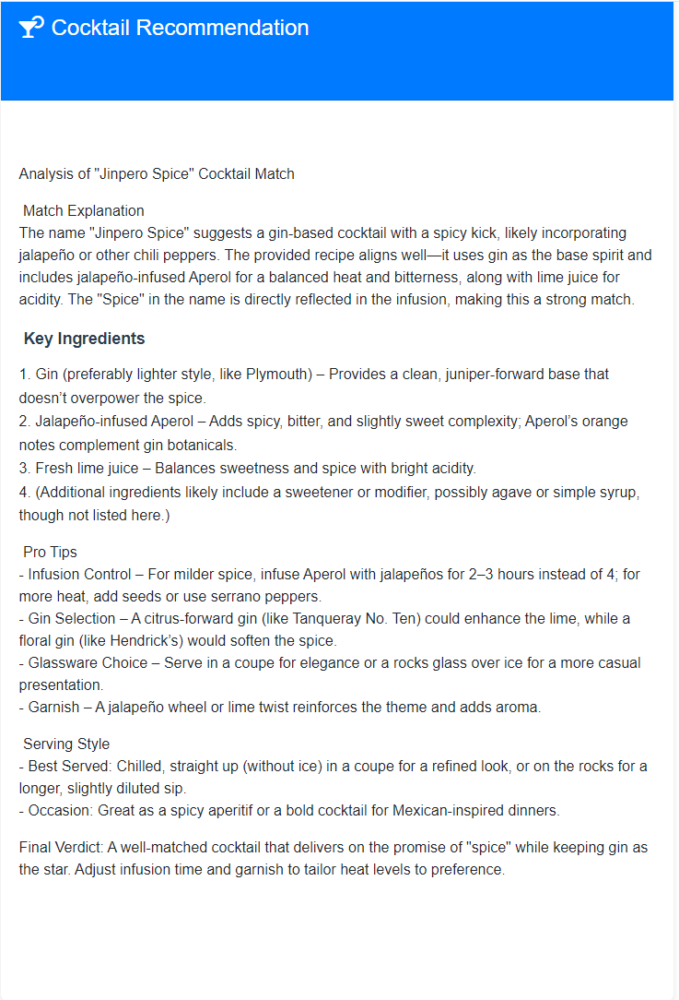 Cocktail Recommendation
Analysis of "Jinpero Spice" Cocktail Match
Match Explanation
The name "Jinpero Spice" suggests a gin-based cocktail with a spicy kick, likely incorporating
jalapeño or other chili peppers. The provided recipe aligns well—it uses gin as the base spirit and
includes jalapeño-infused Aperol for a balanced heat and bitterness, along with lime juice for
acidity. The "Spice" in the name is directly reflected in the infusion, making this a strong match.
Key Ingredients
1. Gin (preferably lighter style, like Plymouth) – Provides a clean, juniper-forward base that
doesn’t overpower the spice.
2. Jalapeño-infused Aperol – Adds spicy, bitter, and slightly sweet complexity; Aperol’s orange
notes complement gin botanicals.
3. Fresh lime juice – Balances sweetness and spice with bright acidity.
4. (Additional ingredients likely include a sweetener or modifier, possibly agave or simple syrup,
though not listed here.)
Pro Tips
- Infusion Control – For milder spice, infuse Aperol with jalapeños for 2–3 hours instead of 4; for
more heat, add seeds or use serrano peppers.
- Gin Selection – A citrus-forward gin (like Tanqueray No. Ten) could enhance the lime, while a
floral gin (like Hendrick’s) would soften the spice.
- Glassware Choice – Serve in a coupe for elegance or a rocks glass over ice for a more casual
presentation.
- Garnish – A jalapeño wheel or lime twist reinforces the theme and adds aroma.
Serving Style
- Best Served: Chilled, straight up (without ice) in a coupe for a refined look, or on the rocks for a
longer, slightly diluted sip.
- Occasion: Great as a spicy aperitif or a bold cocktail for Mexican-inspired dinners.
Final Verdict: A well-matched cocktail that delivers on the promise of "spice" while keeping gin as
the star. Adjust infusion time and garnish to tailor heat levels to preference.